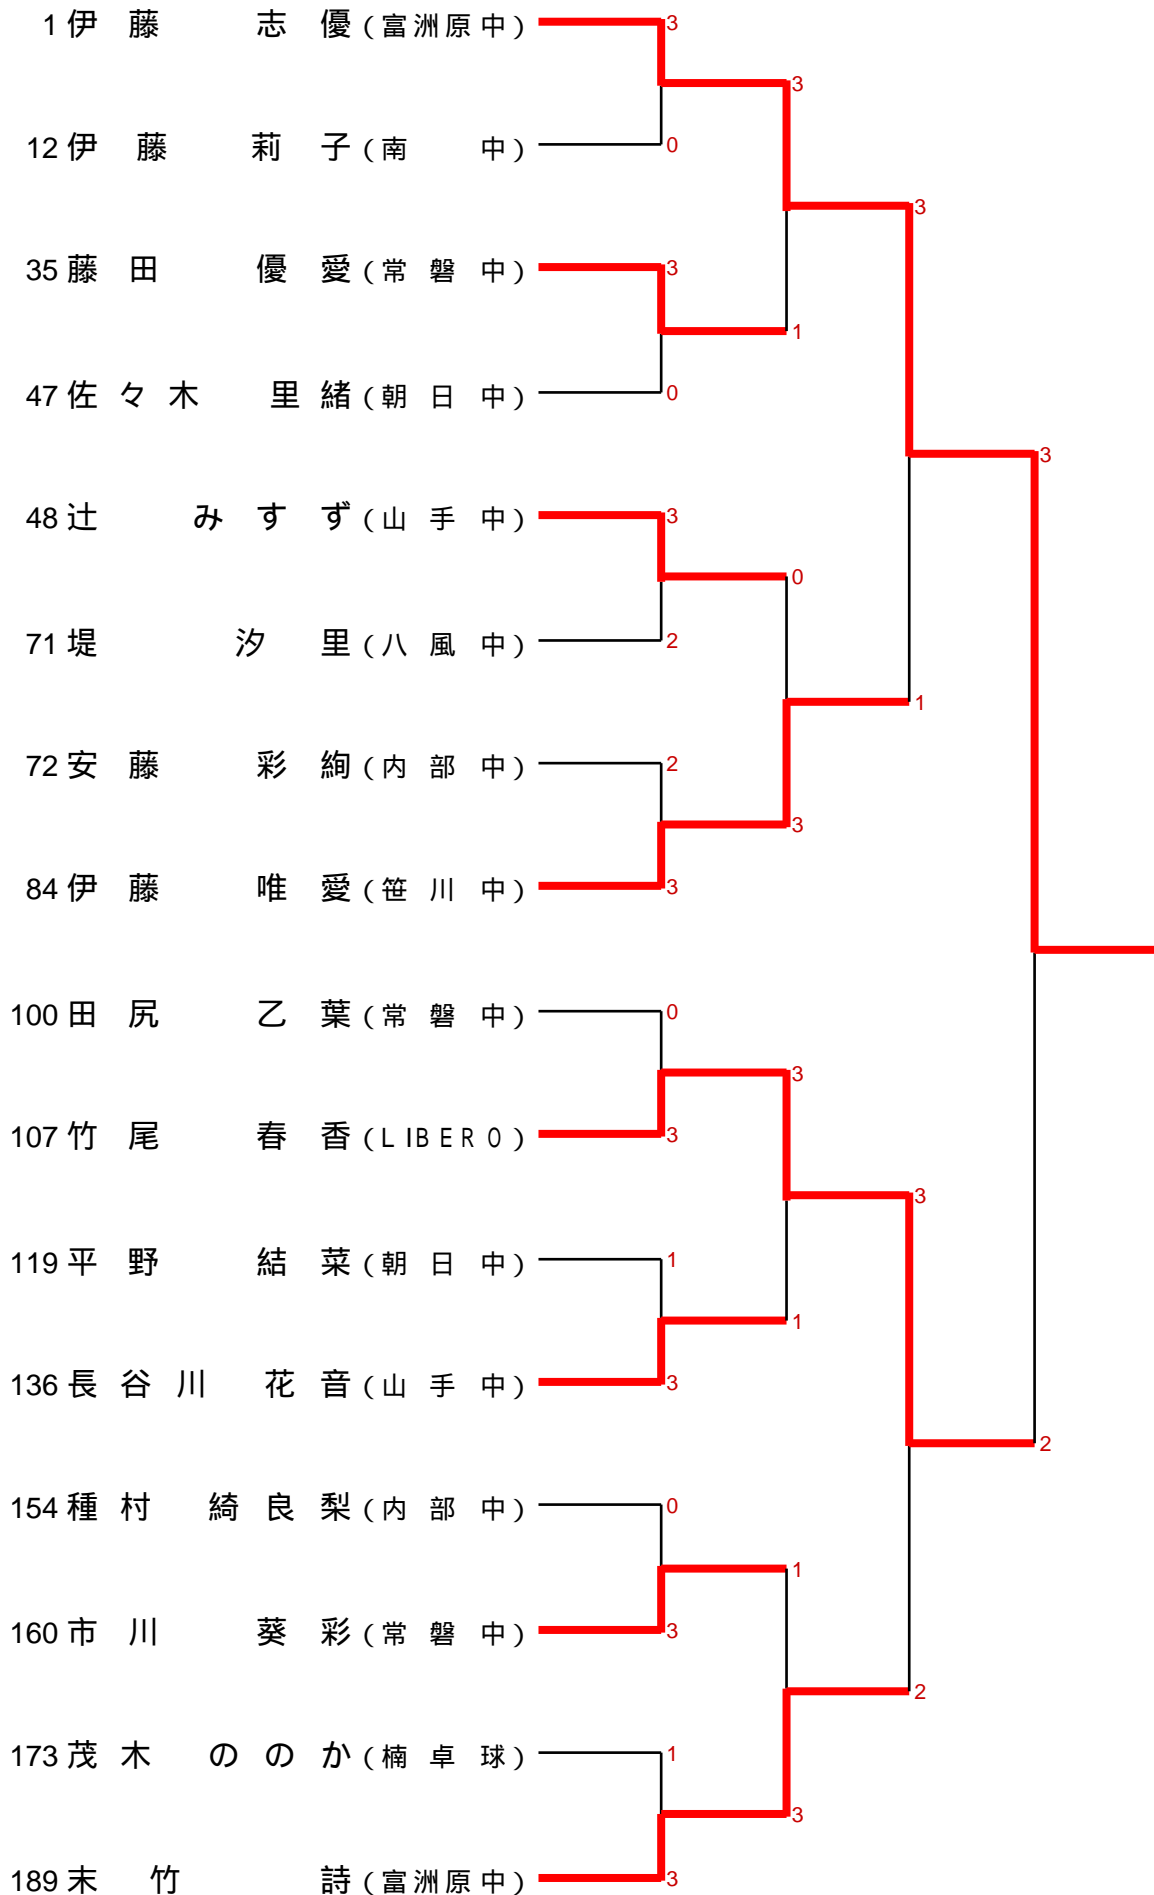 1 伊藤 志優 (富洲原中) 3
3
12 伊藤 莉子 (南中) 0
3
35 藤田 優愛 (常磐中) 3
1
47 佐々木 里緒 (朝日中) 0
3
48 辻 みすず (山手中) 3
0
71 堤 汐里 (八風中) 2
1
72 安藤 彩絢 (内部中) 2
3
84 伊藤 唯愛 (笹川中) 3
100 田尻 乙葉 (常磐中) 0
3
107 竹尾 春香 (LIBERO) 3
3
119 平野 結菜 (朝日中) 1
1
136 長谷川 花音 (山手中) 3
2
154 種村 綺良梨 (内部中) 0
1
160 市川 葵彩 (常磐中) 3
2
173 茂木 ののか (楠卓球) 1
3
189 末竹 詩 (富洲原中) 3